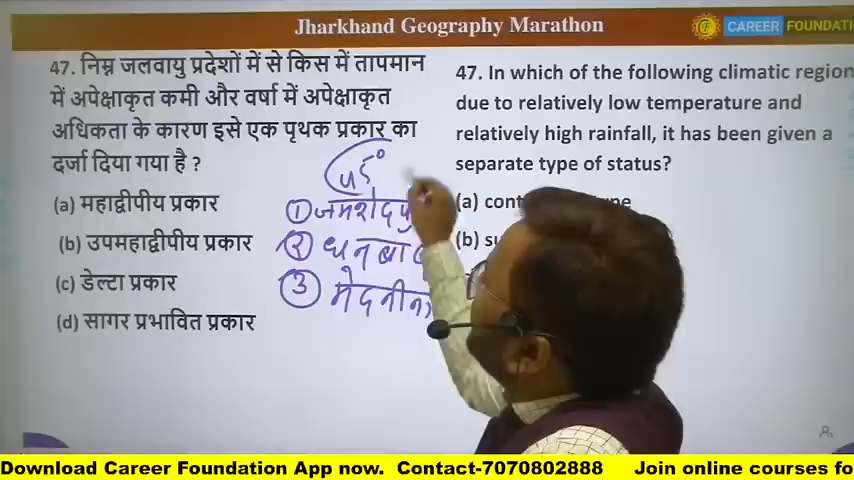 Jharkhand Geography Marathon
CAREER FOUNDATI
47. निम्न जलवायु प्रदेशों में से किस में तापमान
में अपेक्षाकृत कमी और वर्षा में अपेक्षाकृत
अधिकता के कारण इसे एक पृथक प्रकार का
दर्जा दिया गया है ?
(a) महाद्वीपीय प्रकार
(b) उपमहाद्वीपीय प्रकार
(c) डेल्टा प्रकार
(d) सागर प्रभावित प्रकार
① जमशेदपु
② धनबा
③ मेदनीन
47. In which of the following climatic region
due to relatively low temperature and
relatively high rainfall, it has been given a
separate type of status?
(a)
(b)
Download Career Foundation App now. Contact-7070802888 Join online courses fo